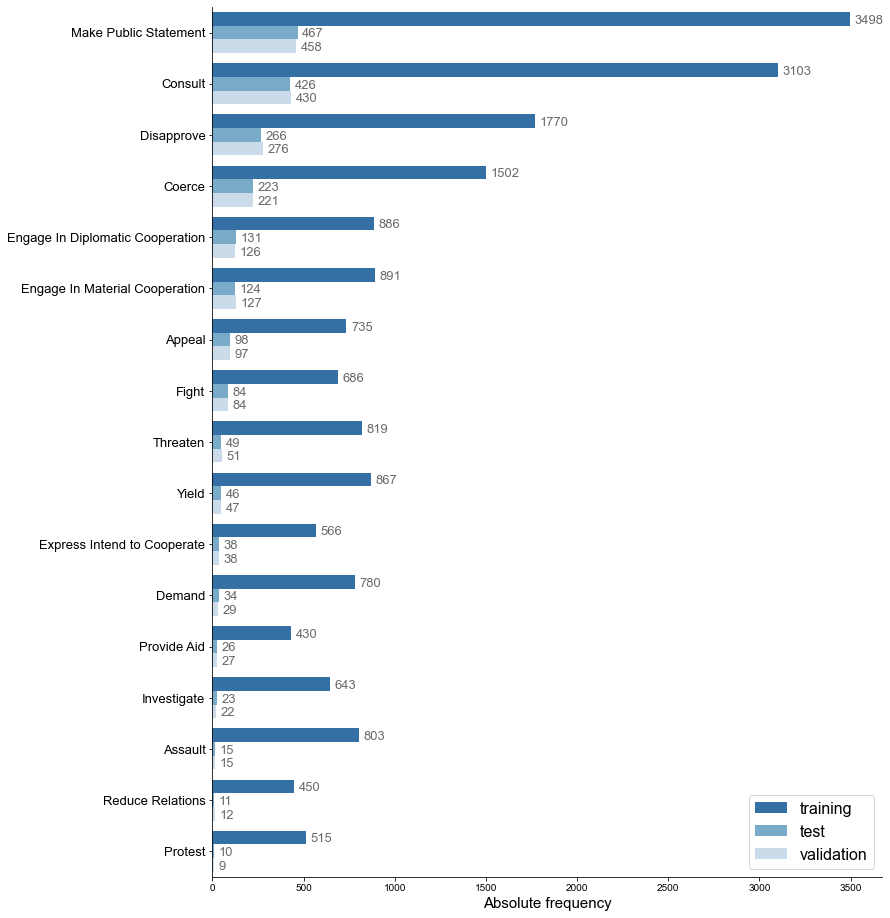 Make Public Statement
3498
467
458
Consult
3103
426
430
Disapprove
1770
266
276
Coerce
1502
223
221
Engage In Diplomatic Cooperation
886
131
126
Engage In Material Cooperation
891
124
127
Appeal
735
98
97
Fight
686
84
84
Threaten
819
49
51
Yield
867
46
47
Express Intend to Cooperate
566
38
38
Demand
780
34
29
Provide Aid
430
26
27
Investigate
643
23
22
Assault
803
15
15
Reduce Relations
450
11
12
Protest
515
10
9
training
test
validation
0 500 1000 1500 2000 2500 3000 3500
Absolute frequency